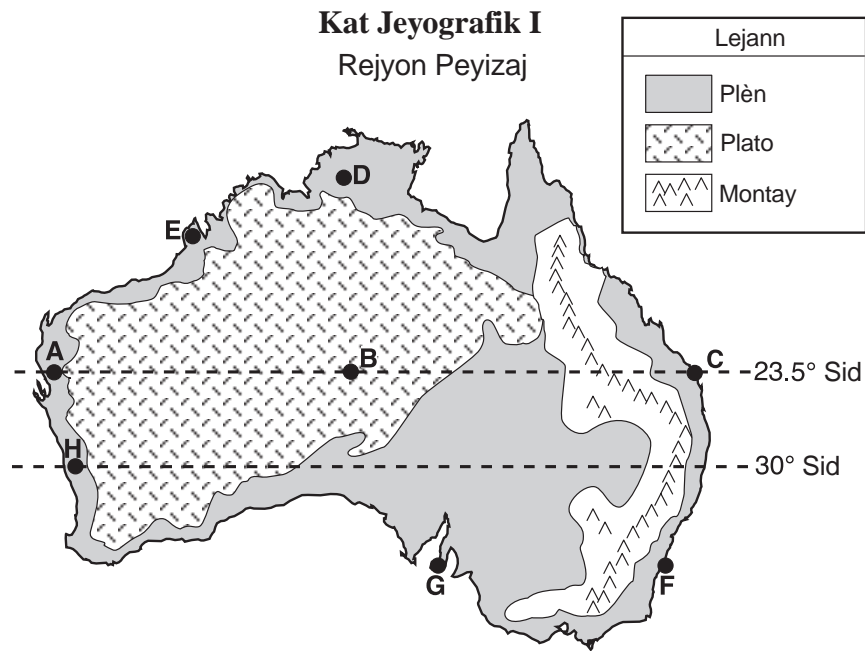 Kat Jeyografik I
Rejyon Peyizaj
Lejann
Plèn
Plato
Montay
D
E
A
B
C
23.5° Sid
H
30° Sid
G
F